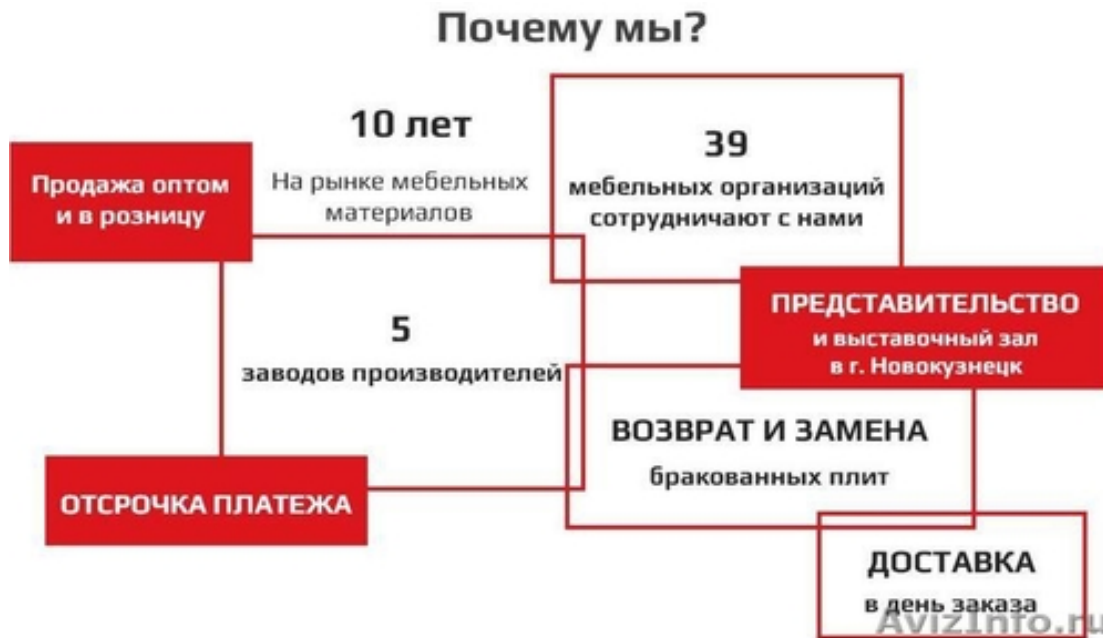 Почему мы?
10 лет
На рынке мебельных
материалов
39
мебельных организаций
сотрудничают с нами
Продажа оптом
и в розницу
5
заводов производителей
ПРЕДСТАВИТЕЛЬСТВО
и выставочный зал
в г. Новокузнецк
ВОЗВРАТ И ЗАМЕНА
бракованных плит
ОТСРОЧКА ПЛАТЕЖА
ДОСТАВКА
в день заказа
AvizInfo.ru